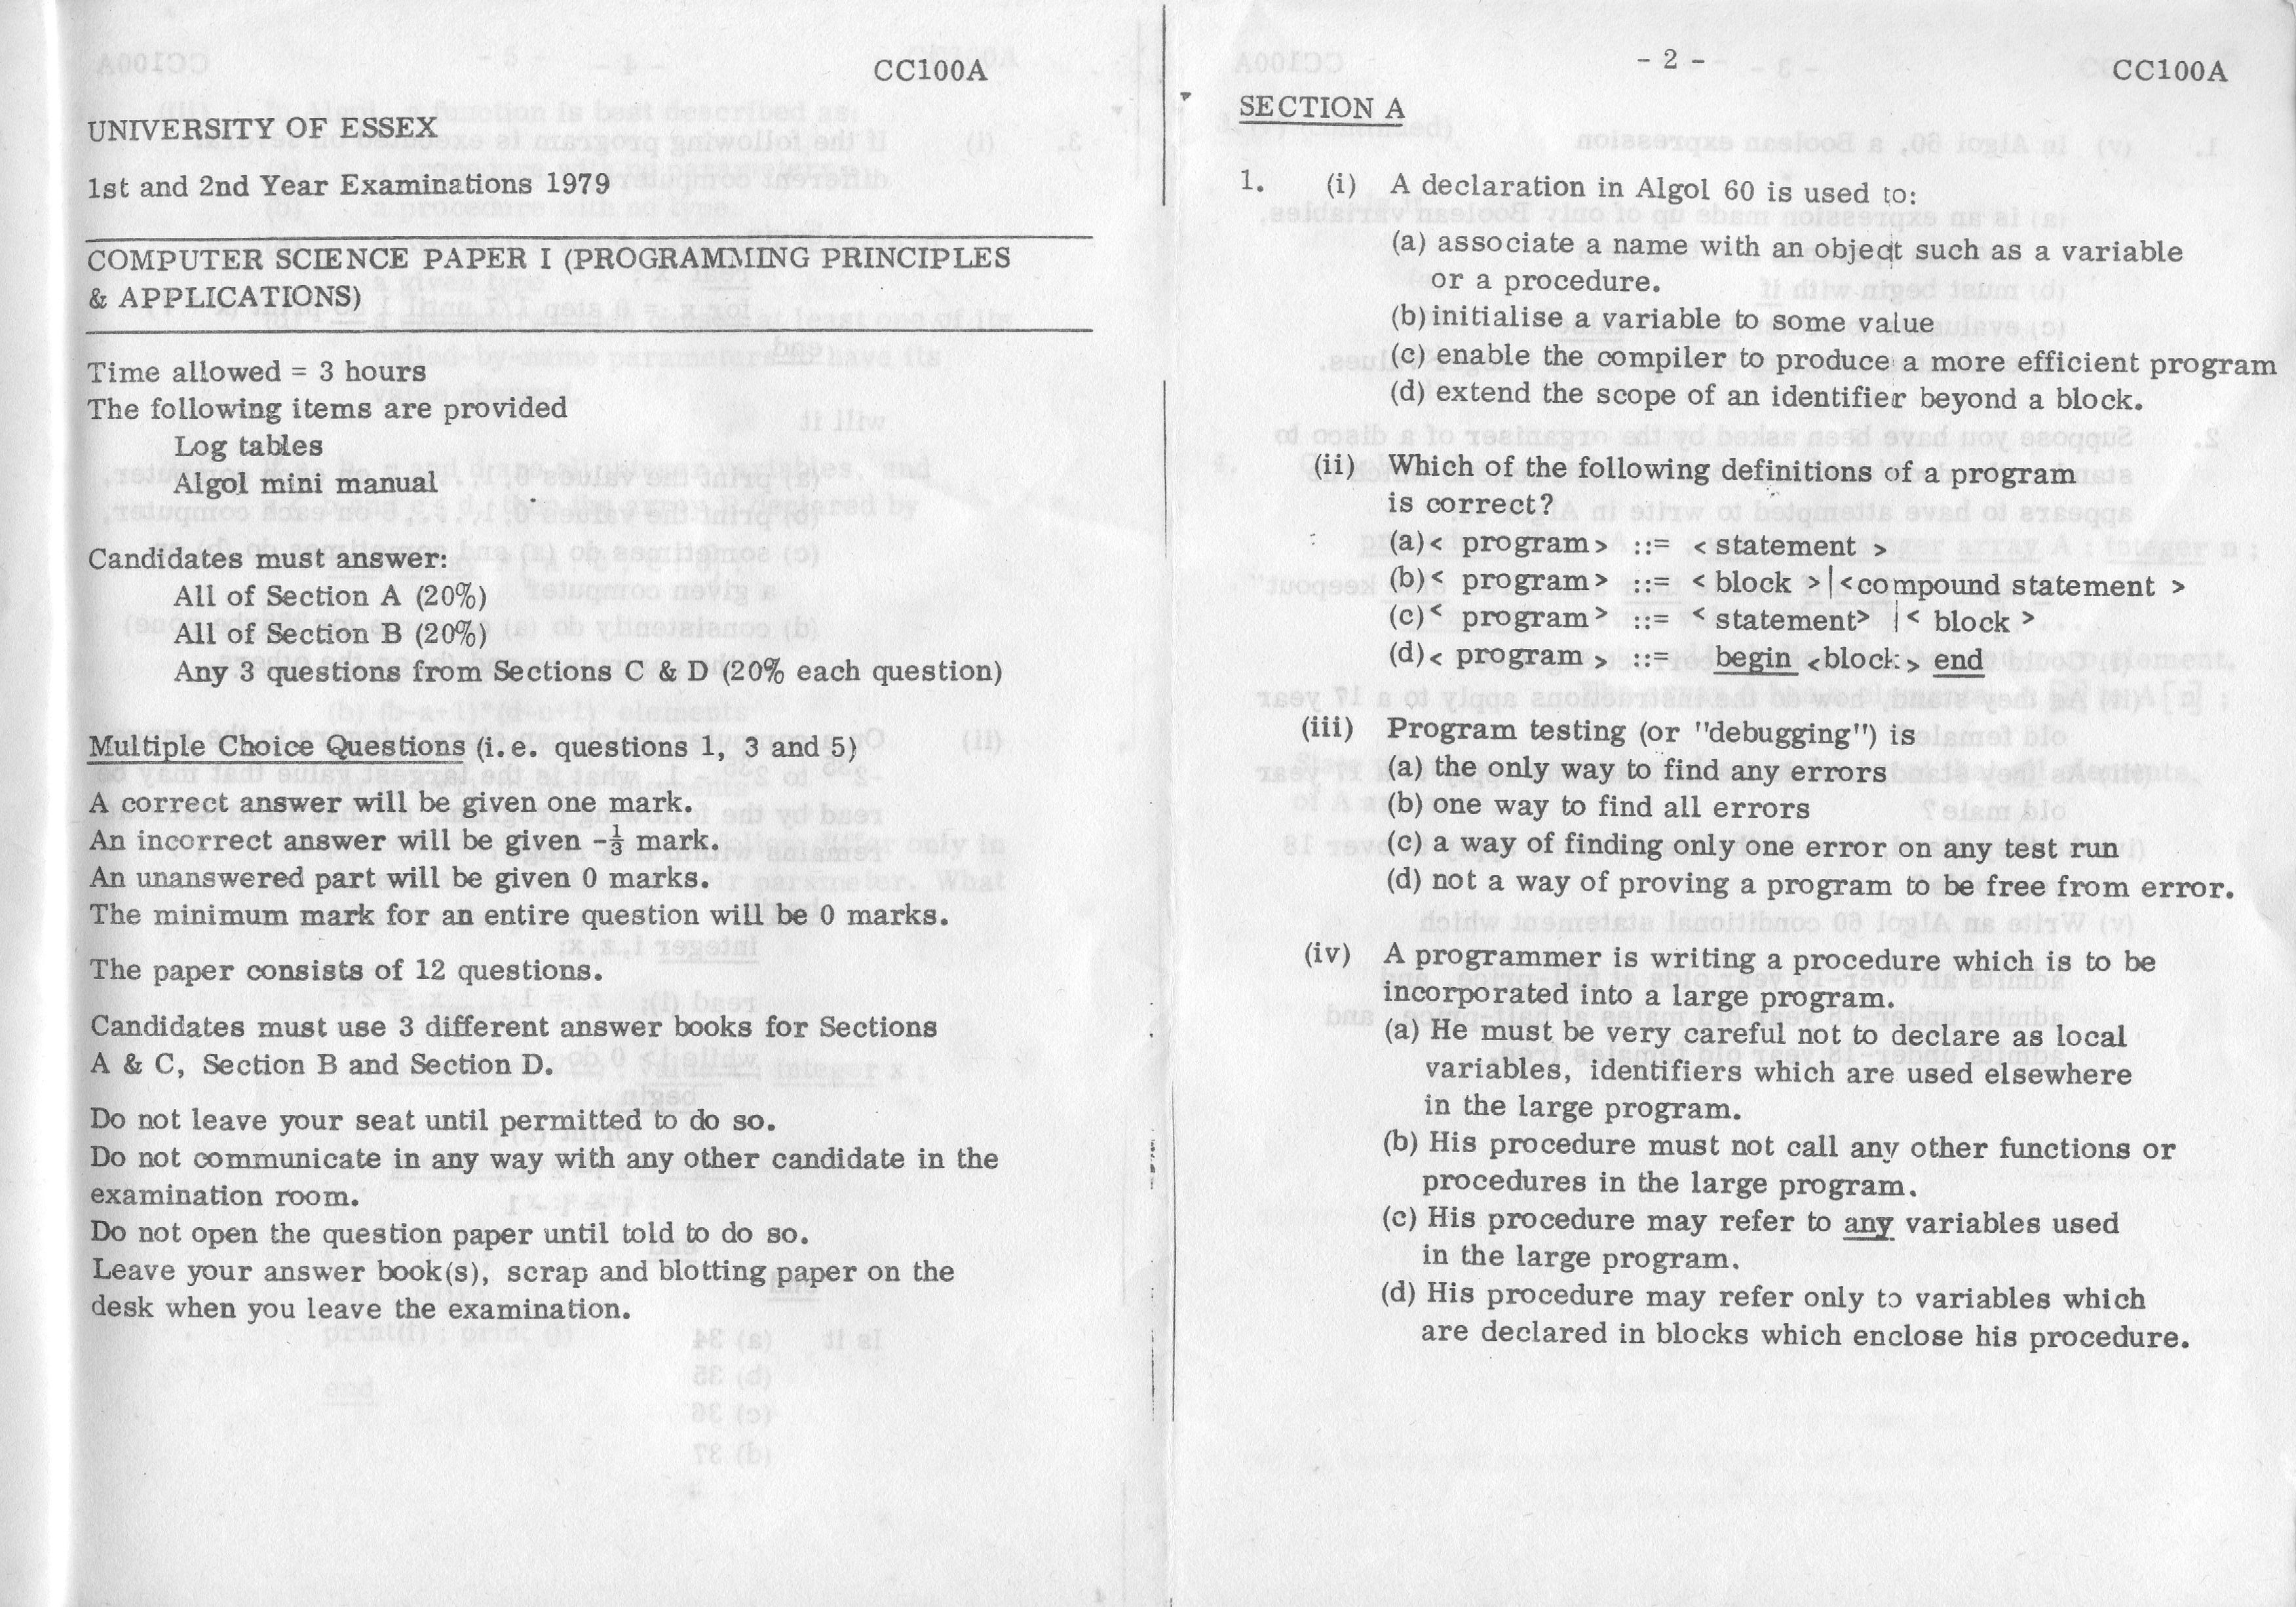 CC100A
UNIVERSITY OF ESSEX
1st and 2nd Year Examinations 1979
COMPUTER SCIENCE PAPER I (PROGRAMMING PRINCIPLES
& APPLICATIONS)
Time allowed = 3 hours
The following items are provided
Log tables
Algol mini manual
Candidates must answer:
All of Section A (20%)
All of Section B (20%)
Any 3 questions from Sections C & D (20% each question)
Multiple Choice Questions (i.e. questions 1, 3 and 5)
A correct answer will be given one mark.
An incorrect answer will be given -⅓ mark.
An unanswered part will be given 0 marks.
The minimum mark for an entire question will be 0 marks.
The paper consists of 12 questions.
Candidates must use 3 different answer books for Sections
A & C, Section B and Section D.
Do not leave your seat until permitted to do so.
Do not communicate in any way with any other candidate in the
examination room.
Do not open the question paper until told to do so.
Leave your answer book(s), scrap and blotting paper on the
desk when you leave the examination.
- 2 -
CC100A
SECTION A
1. (i) A declaration in Algol 60 is used to:
(a) associate a name with an object such as a variable
or a procedure.
(b) initialise a variable to some value
(c) enable the compiler to produce a more efficient program
(d) extend the scope of an identifier beyond a block.
(ii) Which of the following definitions of a program
is correct?
(a) < program > ::= < statement >
(b) < program > ::= < block > | <compound statement >
(c) < program > ::= < statement> | < block >
(d) < program > ::= begin <block> end
(iii) Program testing (or "debugging") is
(a) the only way to find any errors
(b) one way to find all errors
(c) a way of finding only one error on any test run
(d) not a way of proving a program to be free from error.
(iv) A programmer is writing a procedure which is to be
incorporated into a large program.
(a) He must be very careful not to declare as local
variables, identifiers which are used elsewhere
in the large program.
(b) His procedure must not call any other functions or
procedures in the large program.
(c) His procedure may refer to any variables used
in the large program.
(d) His procedure may refer only to variables which
are declared in blocks which enclose his procedure.